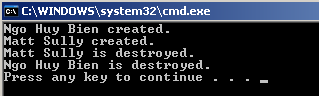 C:\WINDOWS\system32\cmd.exe
Ngo Huy Bien created.
Matt Sully created.
Matt Sully is destroyed.
Ngo Huy Bien is destroyed.
Press any key to continue . . . _